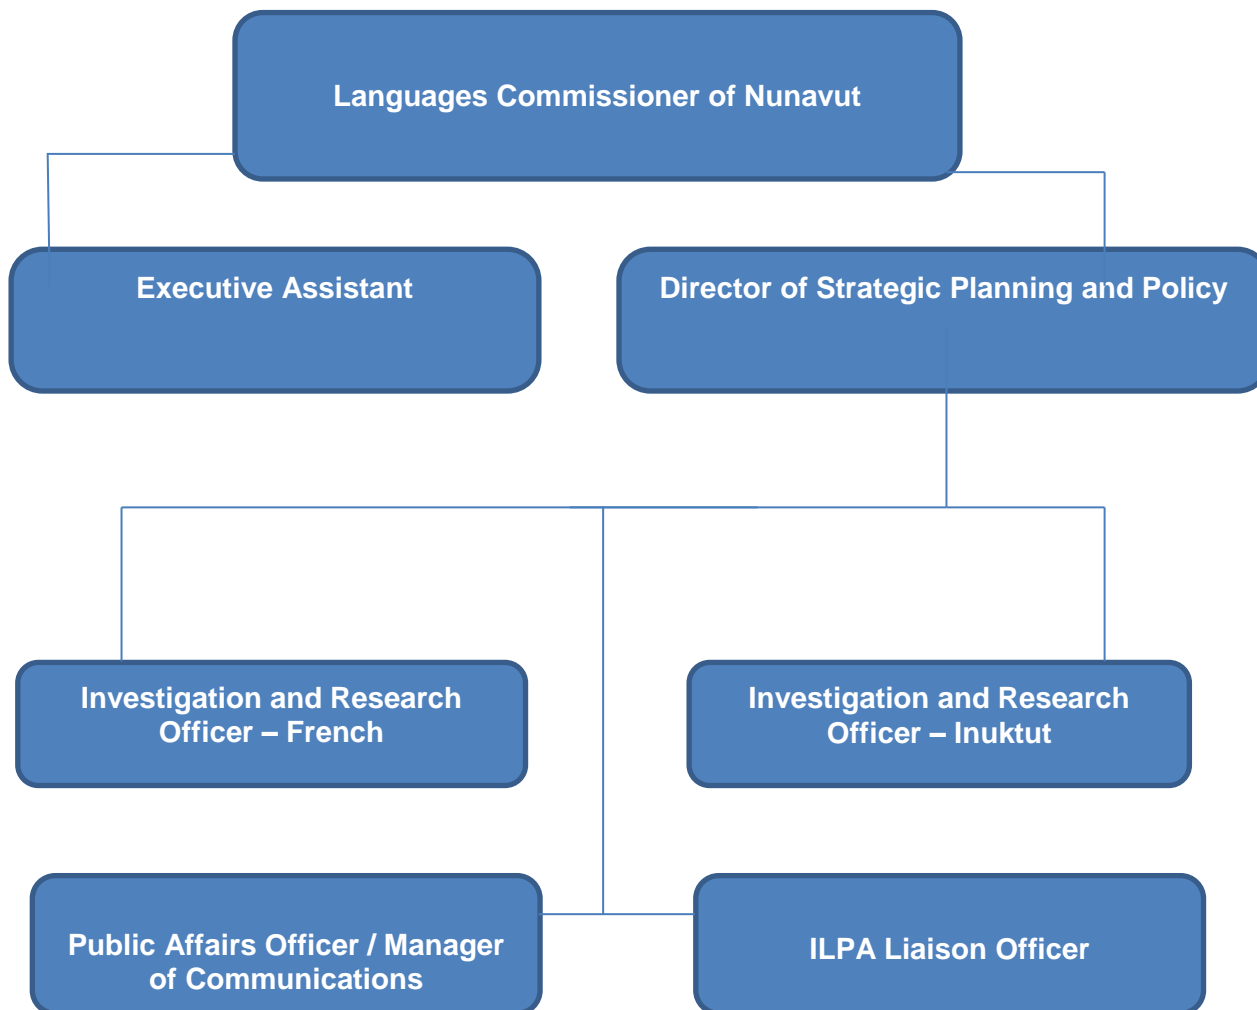 Languages Commissioner of Nunavut
Executive Assistant
Director of Strategic Planning and Policy
Investigation and Research
Officer – French
Investigation and Research
Officer – Inuktut
Public Affairs Officer / Manager
of Communications
ILPA Liaison Officer